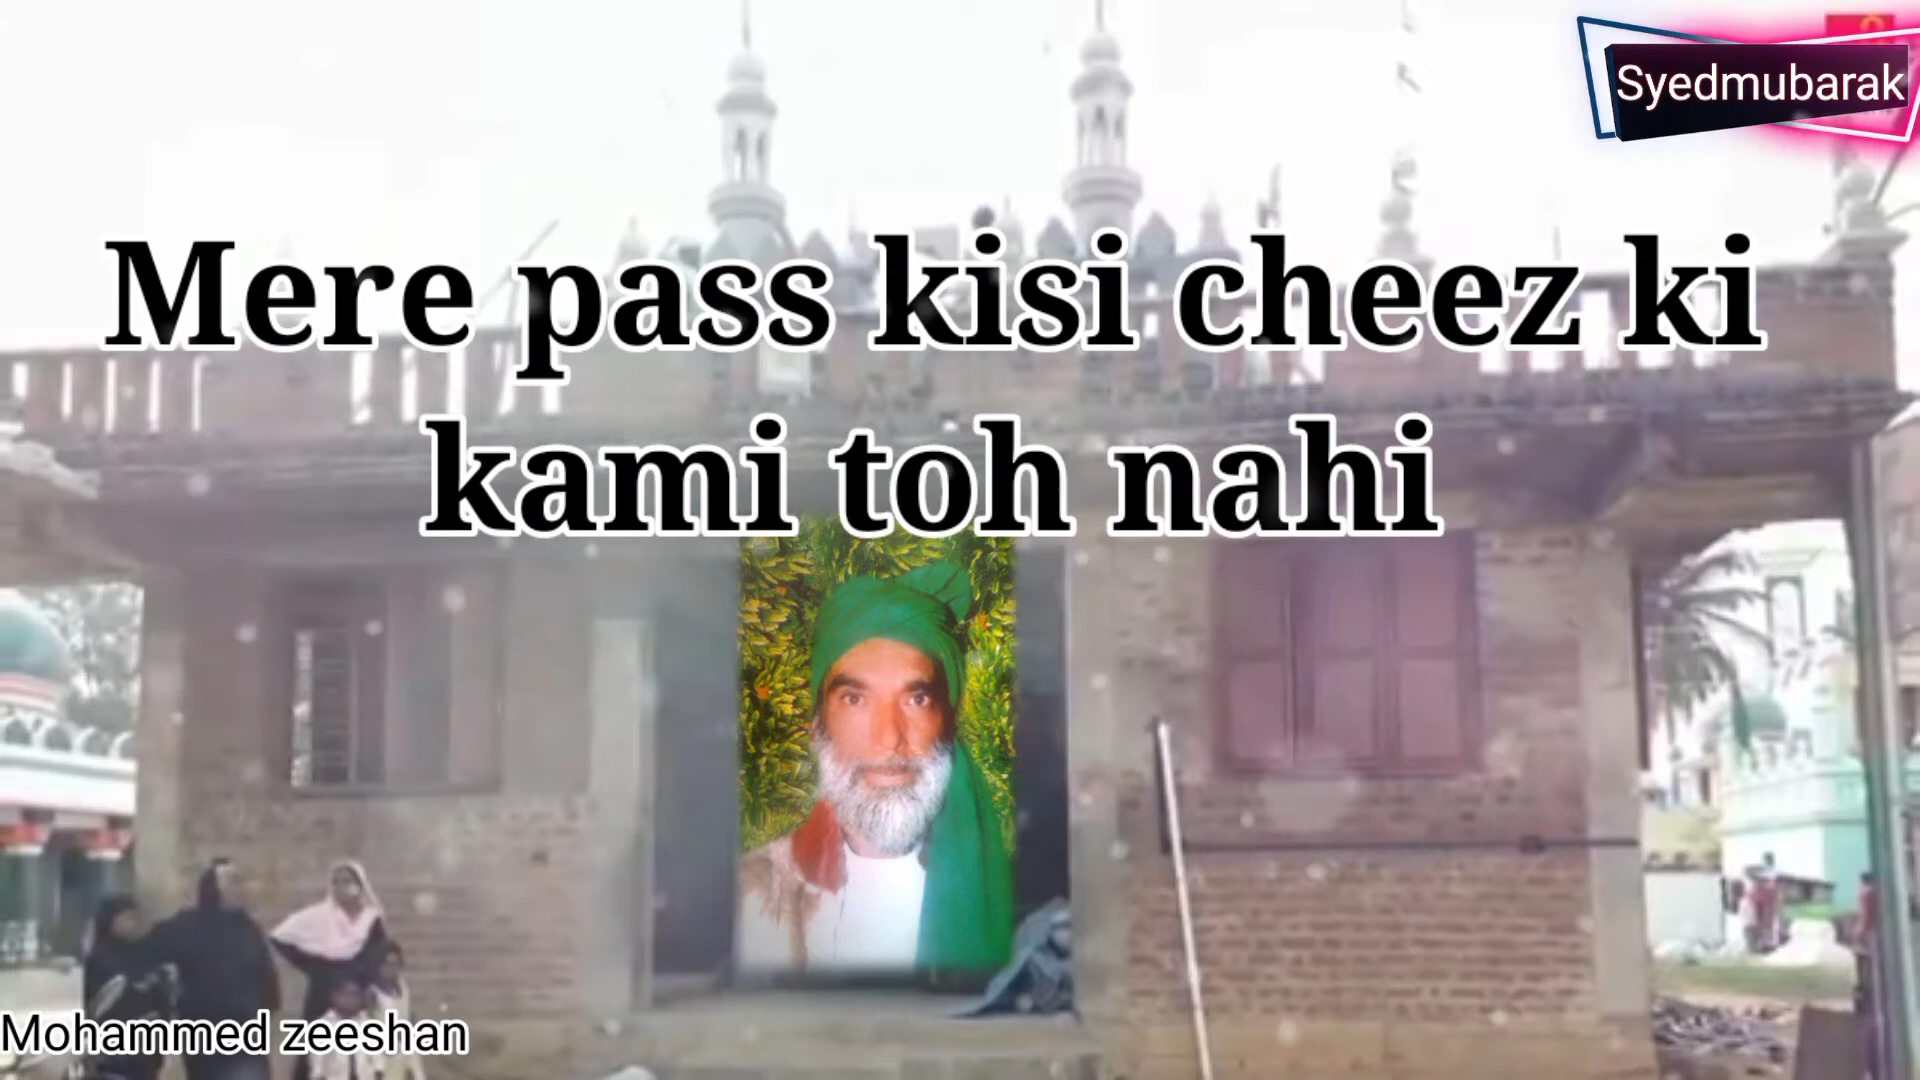 Syedmubarak
Mere pass kisi cheez ki
kami toh nahi
Mohammed zeeshan